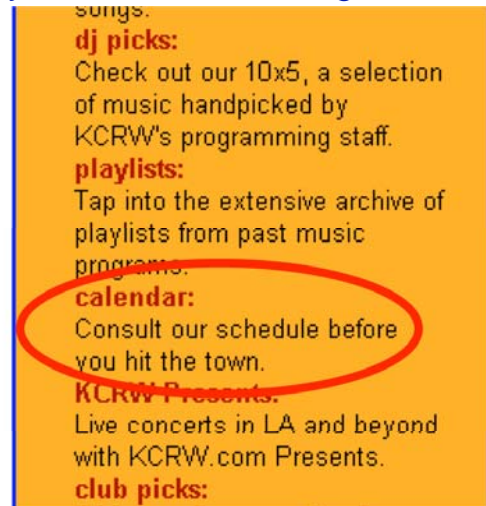 songs.
dj picks:
Check out our 10x5, a selection
of music handpicked by
KCRW's programming staff.
playlists:
Tap into the extensive archive of
playlists from past music
programs.
calendar:
Consult our schedule before
you hit the town.
KCRW Presents:
Live concerts in LA and beyond
with KCRW.com Presents.
club picks: